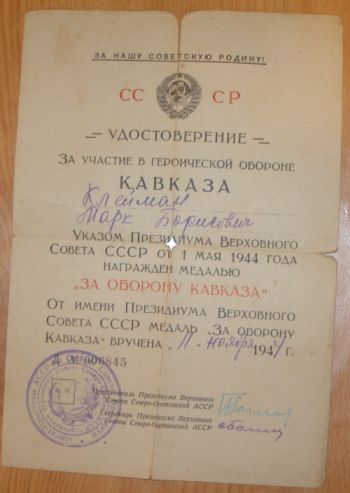 ЗА НАШУ СОВЕТСКУЮ РОДИНУ!
СС СР
УДОСТОВЕРЕНИЕ
ЗА УЧАСТИЕ В ГЕРОИЧЕСКОЙ ОБОРОНЕ
КАВКАЗА
Клейман
Марк Борисович
УКАЗОМ ПРЕЗИДИУМА ВЕРХОВНОГО
СОВЕТА СССР ОТ 1 МАЯ 1944 ГОДА
НАГРАЖДЕН МЕДАЛЬЮ
„ЗА ОБОРОНУ КАВКАЗА“
ОТ ИМЕНИ ПРЕЗИДИУМА ВЕРХОВНОГО
СОВЕТА СССР МЕДАЛЬ „ЗА ОБОРОНУ
КАВКАЗА“ ВРУЧЕНА „11“ ноября 1944 г.
006845
Председатель Президиума Верховного
Совета Северо-Осетинской АССР
Секретарь Президиума Верховного
Совета Северо-Осетинской АССР